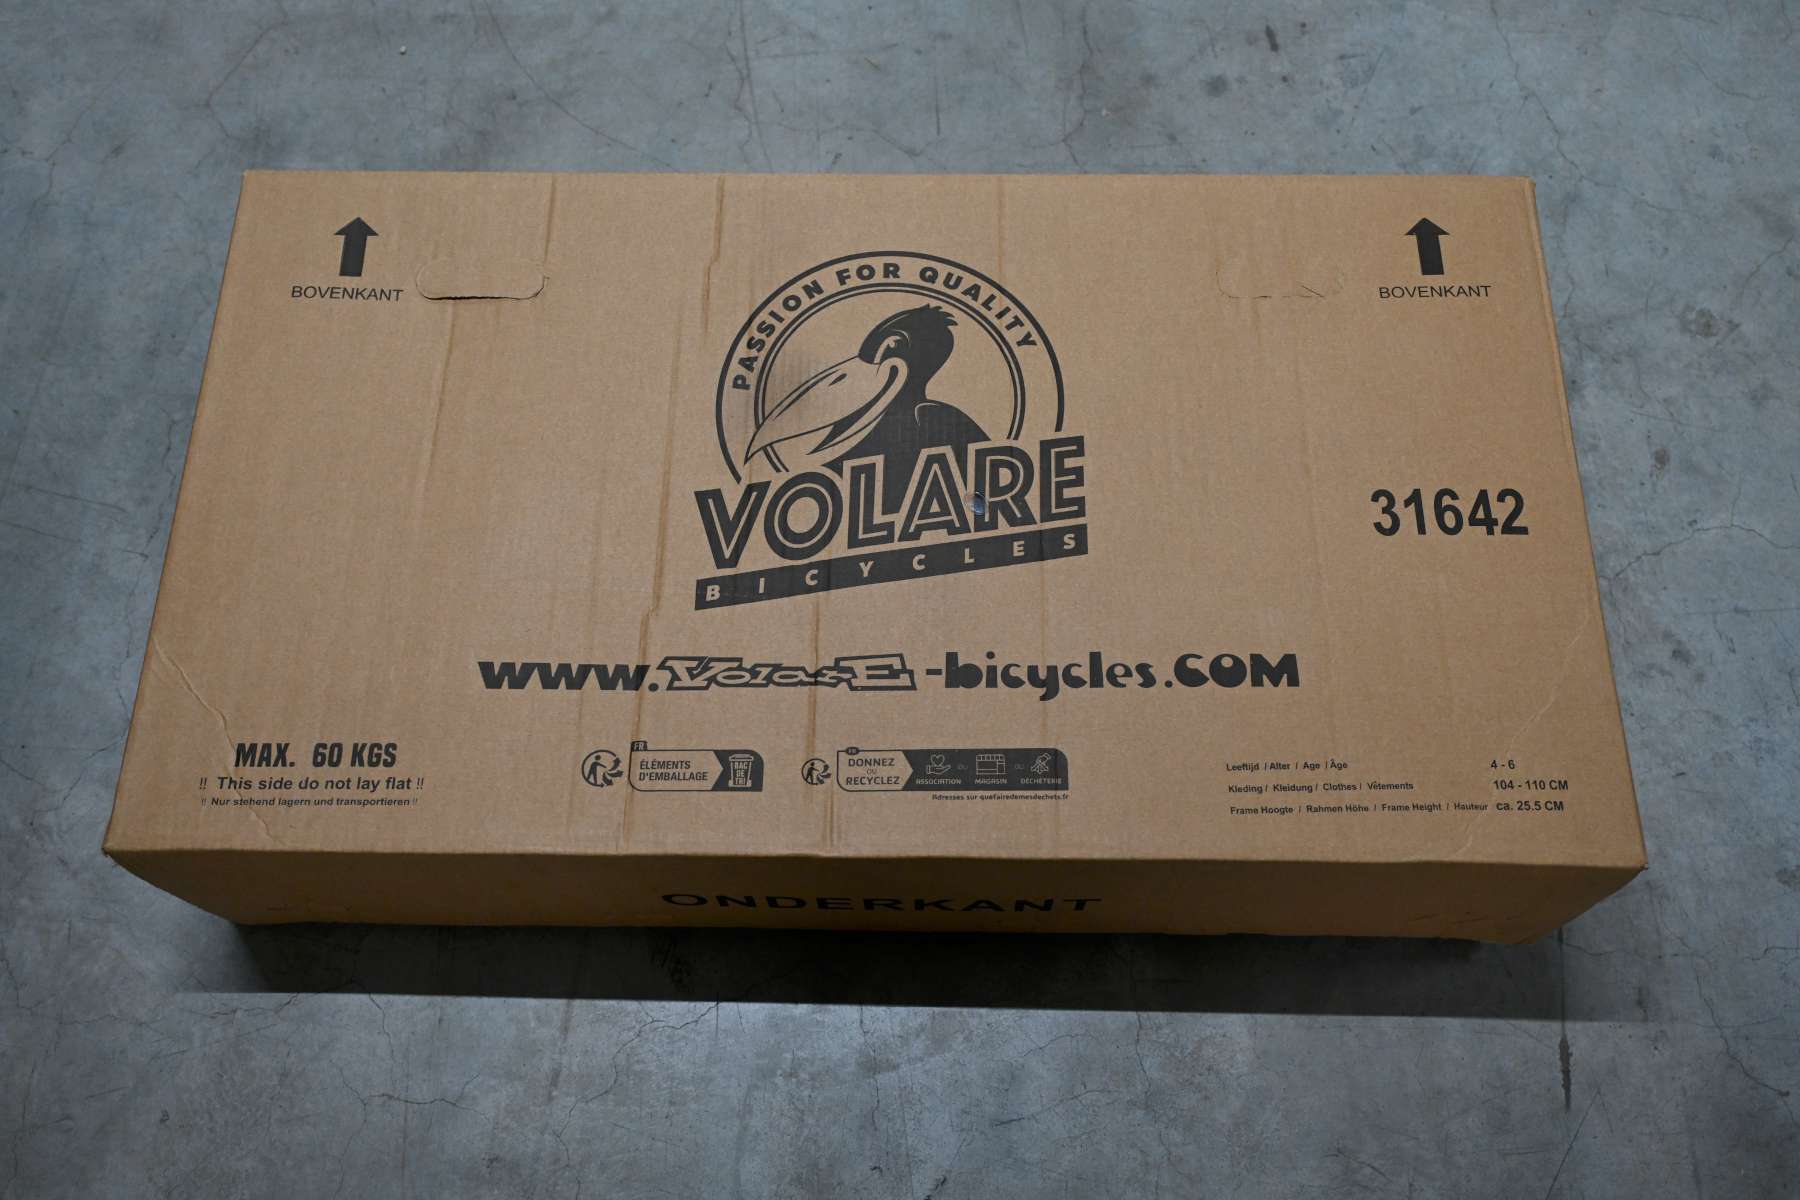 BOVENKANT
BOVENKANT
PASSION FOR QUALITY
VOLARE
BICYCLES
31642
www.VolarE-bicycles.COM
MAX. 60 KGS
!! This side do not lay flat !!
!! Nur stehend lagern und transportieren !!
FR
ÉLÉMENTS
D'EMBALLAGE
BAC
DE
TRI
FR
DONNEZ
OU
RECYCLEZ
ASSOCIATION OU MAGASIN OU DÉCHÈTERIE
Adresses sur quefairedemesdechets.fr
Leeftijd / Alter / Age / Âge 4 - 6
Kleding / Kleidung / Clothes / Vêtements 104 - 110 CM
Frame Hoogte / Rahmen Höhe / Frame Height / Hauteur ca. 25.5 CM
ONDERKANT